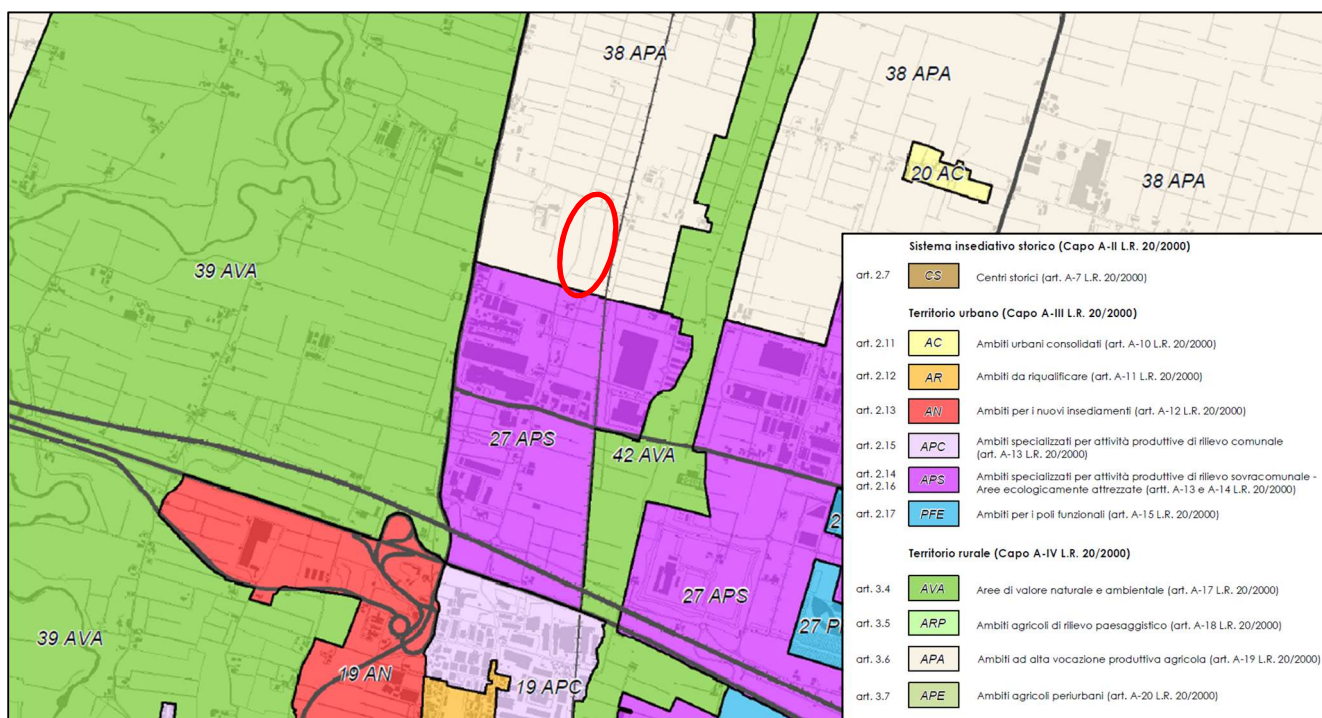 38 APA
38 APA
20 AC
38 APA
39 AVA
27 APS
42 AVA
27 APS
39 AVA
19 AN
19 APC
Sistema insediativo storico (Capo A-II L.R. 20/2000)
art. 2.7 CS Centri storici (art. A-7 L.R. 20/2000)
Territorio urbano (Capo A-III L.R. 20/2000)
art. 2.11 AC Ambiti urbani consolidati (art. A-10 L.R. 20/2000)
art. 2.12 AR Ambiti da riqualificare (art. A-11 L.R. 20/2000)
art. 2.13 AN Ambiti per i nuovi insediamenti (art. A-12 L.R. 20/2000)
art. 2.15 APC Ambiti specializzati per attività produttive di rilievo comunale
(art. A-13 L.R. 20/2000)
art. 2.14 APS Ambiti specializzati per attività produttive di rilievo sovracomunale -
art. 2.16 Aree ecologicamente attrezzate (artt. A-13 e A-14 L.R. 20/2000)
art. 2.17 PFE Ambiti per i poli funzionali (art. A-15 L.R. 20/2000)
Territorio rurale (Capo A-IV L.R. 20/2000)
art. 3.4 AVA Aree di valore naturale e ambientale (art. A-17 L.R. 20/2000)
art. 3.5 ARP Ambiti agricoli di rilievo paesaggistico (art. A-18 L.R. 20/2000)
art. 3.6 APA Ambiti ad alta vocazione produttiva agricola (art. A-19 L.R. 20/2000)
art. 3.7 APE Ambiti agricoli periurbani (art. A-20 L.R. 20/2000)